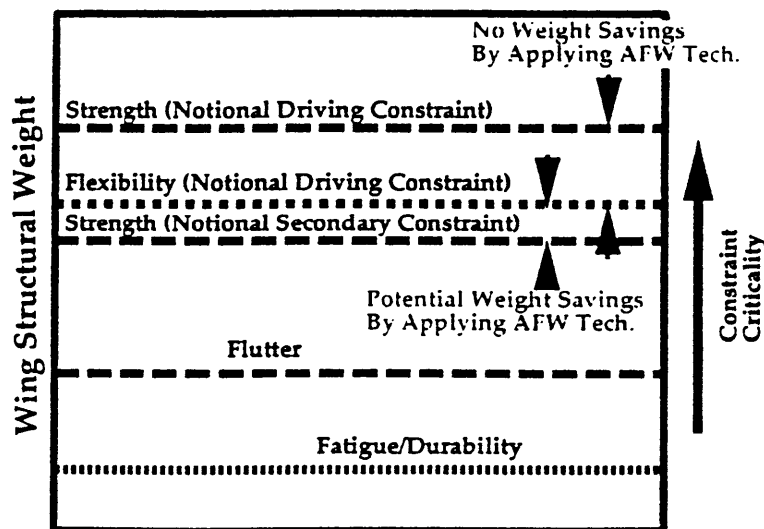 No Weight Savings
By Applying AFW Tech.
Strength (Notional Driving Constraint)
Flexibility (Notional Driving Constraint)
Strength (Notional Secondary Constraint)
Potential Weight Savings
By Applying AFW Tech.
Flutter
Fatigue/Durability
Wing Structural Weight
Constraint
Criticality